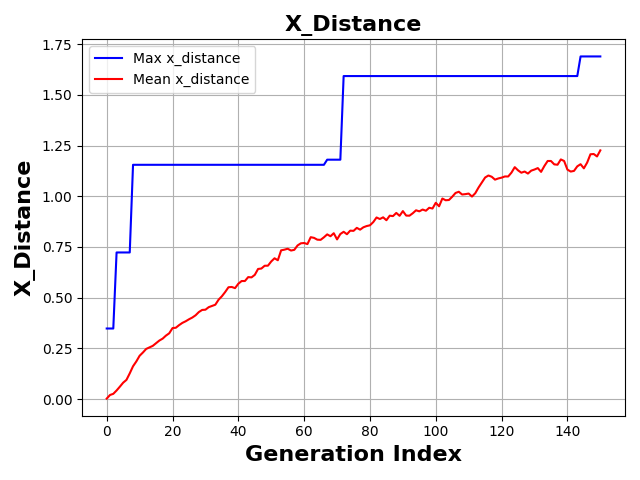 X_Distance
Max x_distance
Mean x_distance
1.75
1.50
1.25
1.00
0.75
0.50
0.25
0.00
X_Distance
0 20 40 60 80 100 120 140
Generation Index